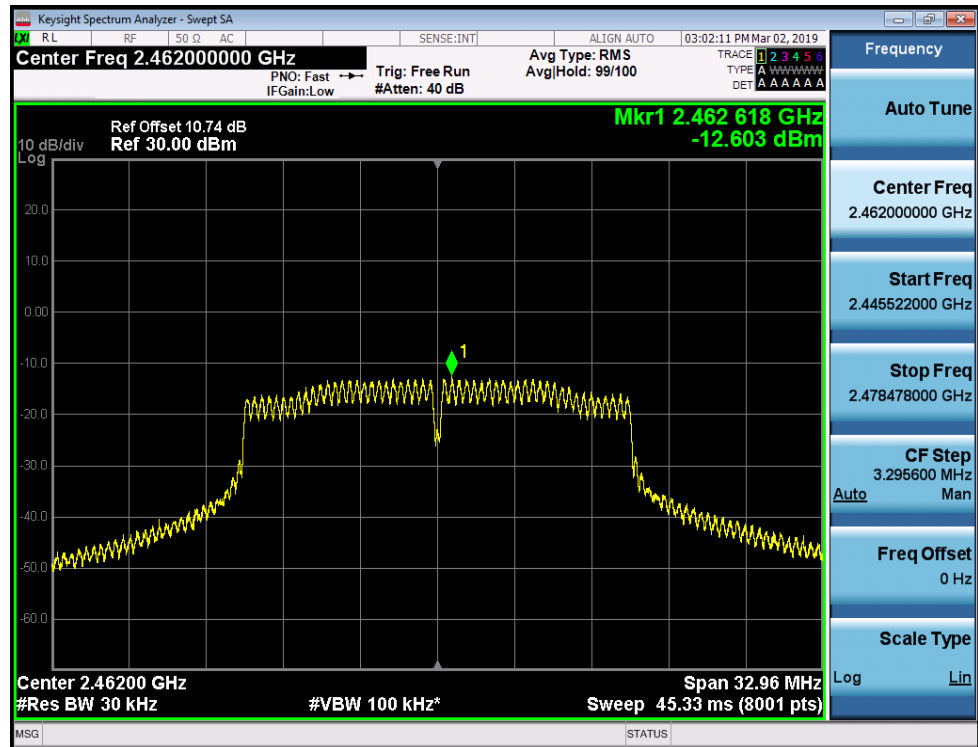 Keysight Spectrum Analyzer - Swept SA
LXI RL RF 50 Ω AC SENSE:INT ALIGN AUTO 03:02:11 PM Mar 02, 2019
Center Freq 2.462000000 GHz
PNO: Fast
IFGain:Low
Trig: Free Run
#Atten: 40 dB
Avg Type: RMS
Avg|Hold: 99/100
TRACE 1 2 3 4 5 6
TYPE A WWWWW
DET A A A A A A
Ref Offset 10.74 dB
Ref 30.00 dBm
10 dB/div
Log
Mkr1 2.462 618 GHz
-12.603 dBm
20.0
10.0
0.00
-10.0
-20.0
-30.0
-40.0
-50.0
-60.0
1
Center 2.46200 GHz
#Res BW 30 kHz
#VBW 100 kHz*
Span 32.96 MHz
Sweep 45.33 ms (8001 pts)
MSG
STATUS
Frequency
Auto Tune
Center Freq
2.462000000 GHz
Start Freq
2.445522000 GHz
Stop Freq
2.478478000 GHz
CF Step
3.295600 MHz
Auto Man
Freq Offset
0 Hz
Scale Type
Log Lin